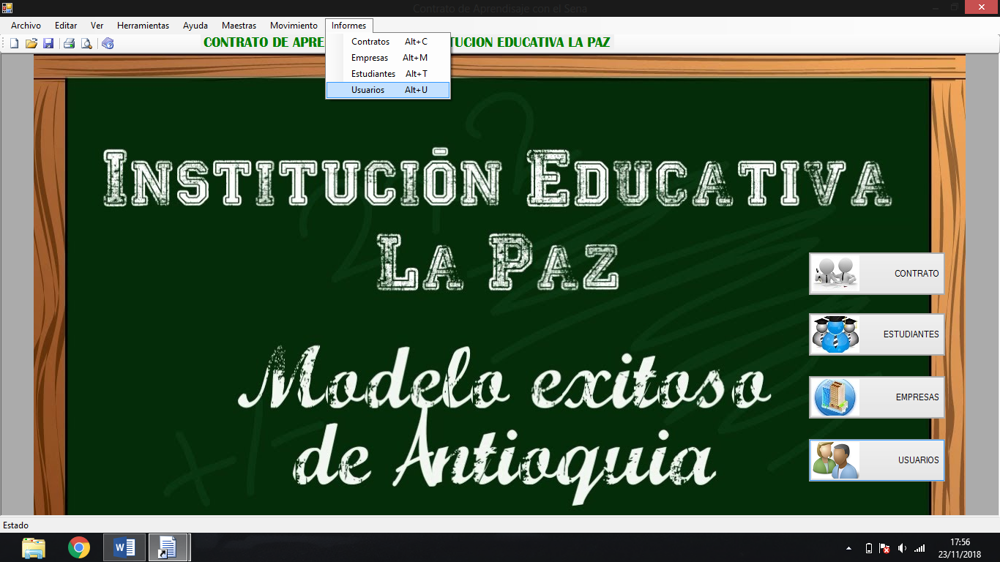 Contrato de Aprendisaje con el Sena
Archivo Editar Ver Herramientas Ayuda Maestras Movimiento Informes
CONTRATO DE APRE
TUCION EDUCATIVA LA PAZ
Contratos Alt+C
Empresas Alt+M
Estudiantes Alt+T
Usuarios Alt+U
INSTITUCIÓN EDUCATIVA
LA PAZ
Modelo exitoso
de Antioquia
CONTRATO
ESTUDIANTES
EMPRESAS
USUARIOS
Estado
17:56
23/11/2018